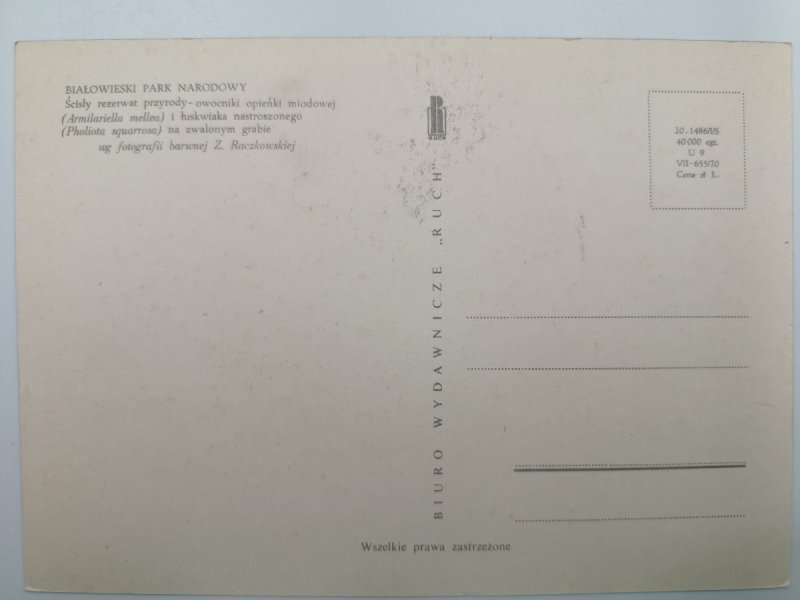 BIAŁOWIESKI PARK NARODOWY
Ścisły rezerwat przyrody - owocniki opieńki miodowej
(Armilariella mellea) i łuskwiaka nastroszonego
(Pholiota squarrosa) na zwalonym grabie
wg fotografii barwnej Z. Raczkowskiej
RUCH
BIURO WYDAWNICZE „RUCH"
20-1486/I/S
40 000 egz.
U 9
VII-655/70
Cena zł 3.-
Wszelkie prawa zastrzeżone